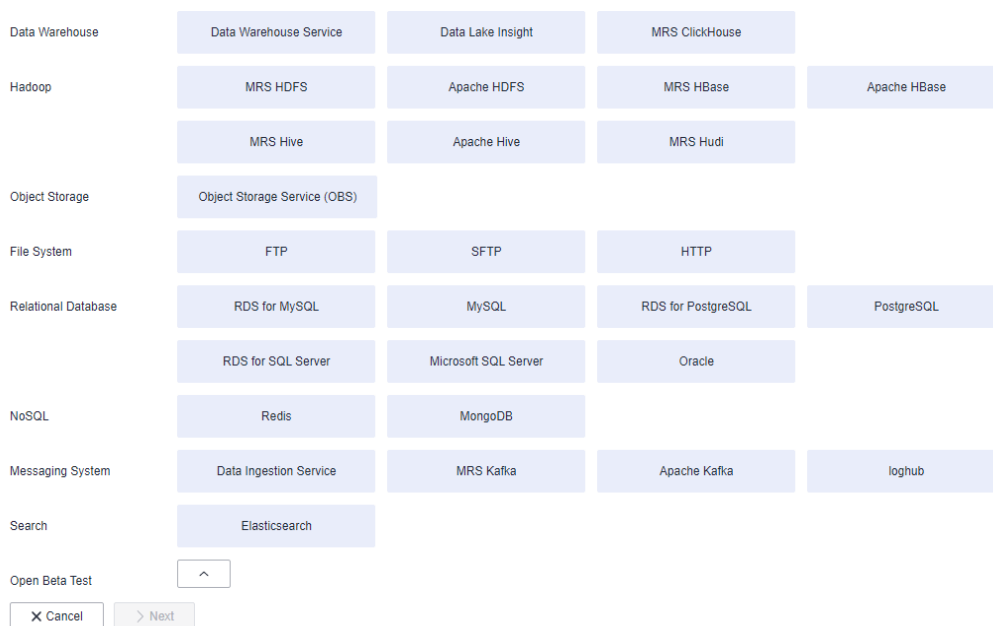 Data Warehouse Data Warehouse Service Data Lake Insight MRS ClickHouse
Hadoop MRS HDFS Apache HDFS MRS HBase Apache HBase
MRS Hive Apache Hive MRS Hudi
Object Storage Object Storage Service (OBS)
File System FTP SFTP HTTP
Relational Database RDS for MySQL MySQL RDS for PostgreSQL PostgreSQL
RDS for SQL Server Microsoft SQL Server Oracle
NoSQL Redis MongoDB
Messaging System Data Ingestion Service MRS Kafka Apache Kafka loghub
Search Elasticsearch
Open Beta Test
Cancel Next